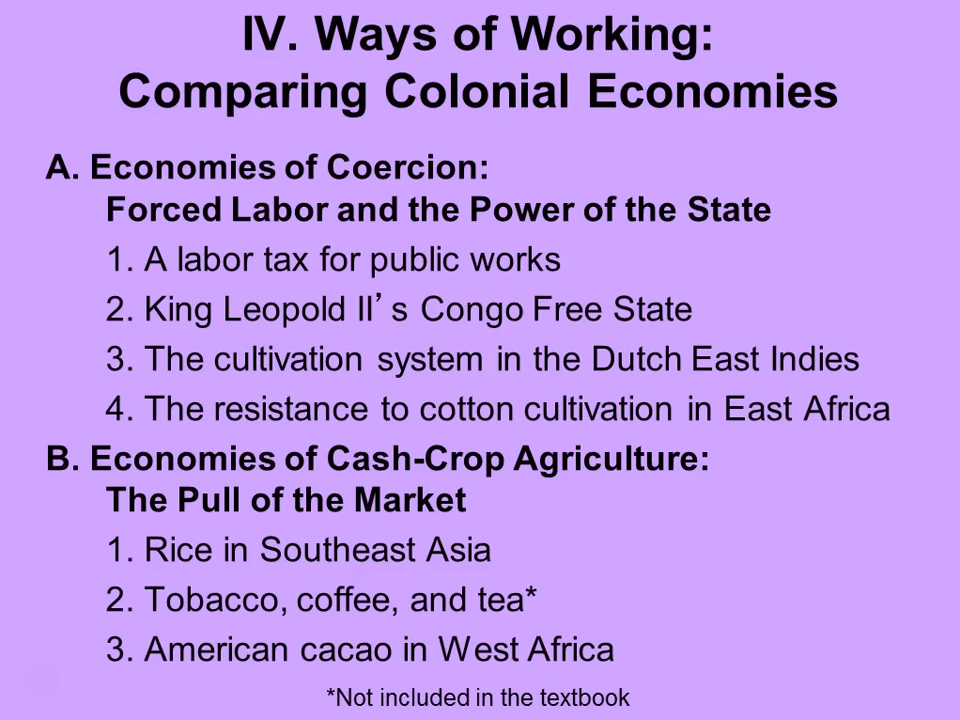 IV. Ways of Working:
Comparing Colonial Economies
A. Economies of Coercion:
Forced Labor and the Power of the State
1. A labor tax for public works
2. King Leopold II’s Congo Free State
3. The cultivation system in the Dutch East Indies
4. The resistance to cotton cultivation in East Africa
B. Economies of Cash-Crop Agriculture:
The Pull of the Market
1. Rice in Southeast Asia
2. Tobacco, coffee, and tea*
3. American cacao in West Africa
*Not included in the textbook